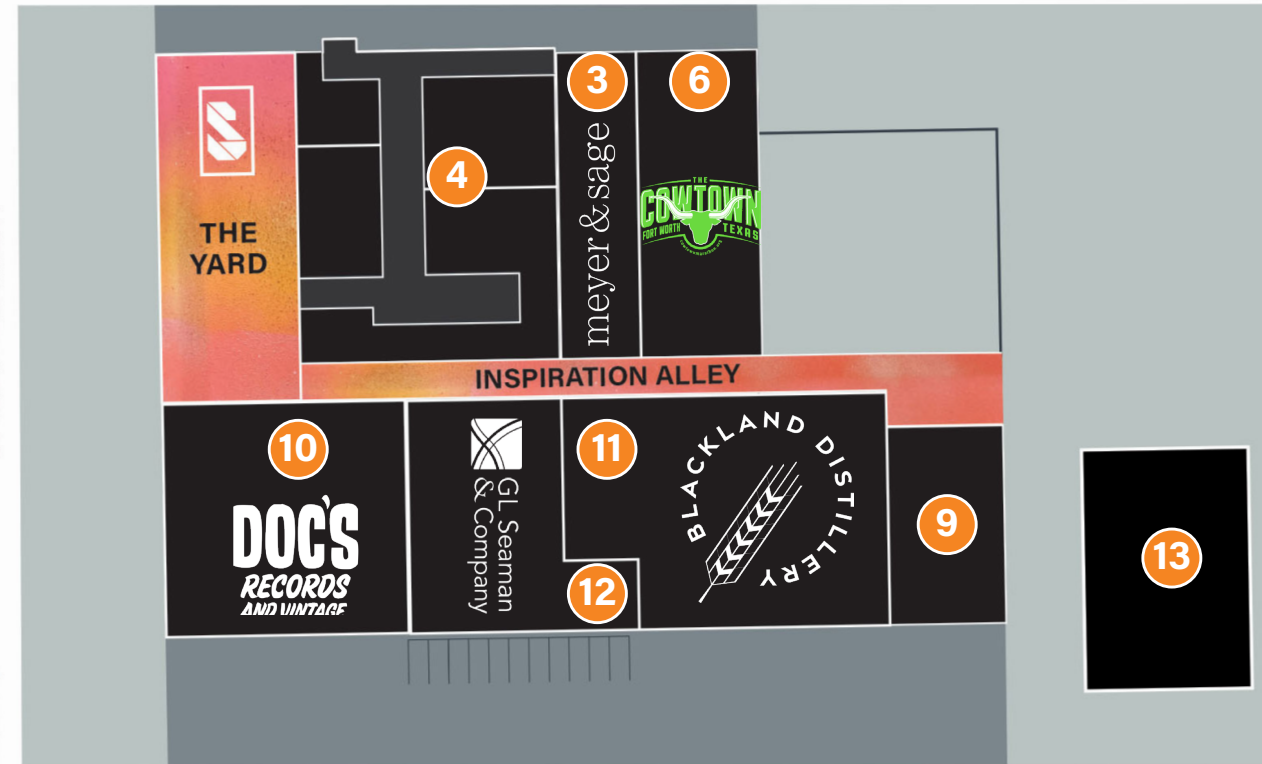 3
6
4
S
THE
YARD
meyer & sage
THE
COWTOWN
FORT WORTH TEXAS
INSPIRATION ALLEY
10
DOC'S
RECORDS
AND VINTAGE
GL Seaman
& Company
11
12
BLACKLAND DISTILLERY
9
13